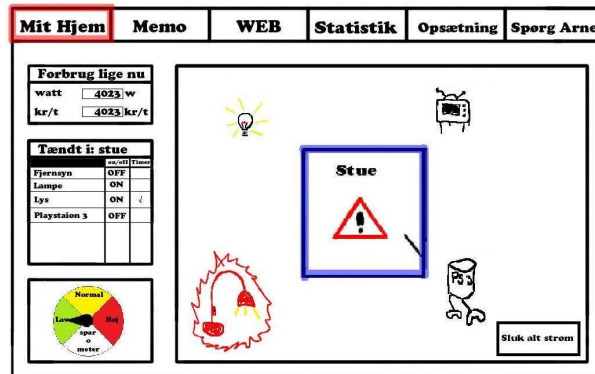 Mit Hjem Memo WEB Statistik Opsætning Spørg Arne
Forbrug lige nu
watt 4023 w
kr/t 4023 kr/t
Tændt i: stue
on/off Timer
Fjernsyn OFF
Lampe ON
Lys ON √
Playstaion 3 OFF
Normal
Lav Høj
spar
o
meter
Stue
!
PS3
Sluk alt strøm